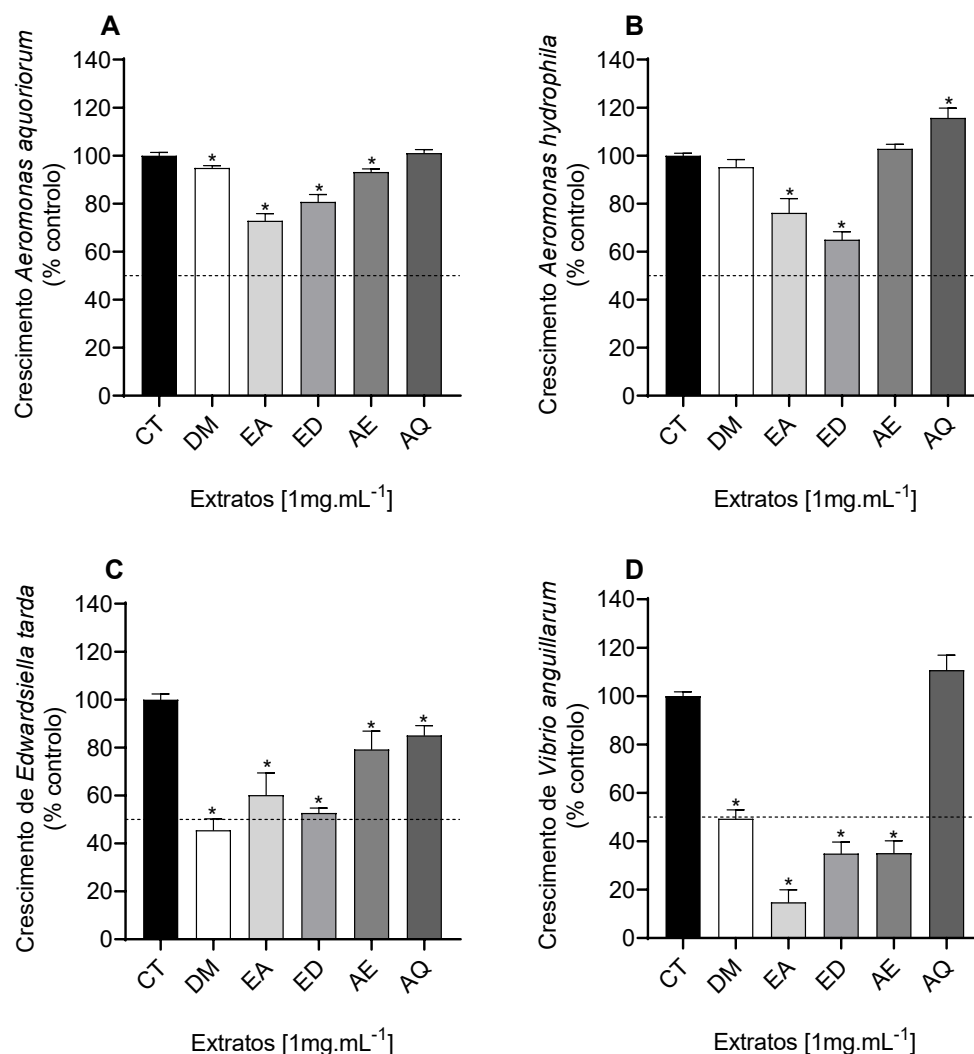 A
Crescimento Aeromonas aquoriorum
(% controlo)
140
120
100
80
60
40
20
0
*
*
*
*
CT
DM
EA
ED
AE
AQ
Extratos [1mg.mL⁻¹]
B
Crescimento Aeromonas hydrophila
(% controlo)
140
120
100
80
60
40
20
0
*
*
*
CT
DM
EA
ED
AE
AQ
Extratos [1mg.mL⁻¹]
C
Crescimento de Edwardsiella tarda
(% controlo)
140
120
100
80
60
40
20
0
*
*
*
*
*
CT
DM
EA
ED
AE
AQ
Extratos [1mg.mL⁻¹]
D
Crescimento de Vibrio anguillarum
(% controlo)
140
120
100
80
60
40
20
0
*
*
*
*
CT
DM
EA
ED
AE
AQ
Extratos [1mg.mL⁻¹]